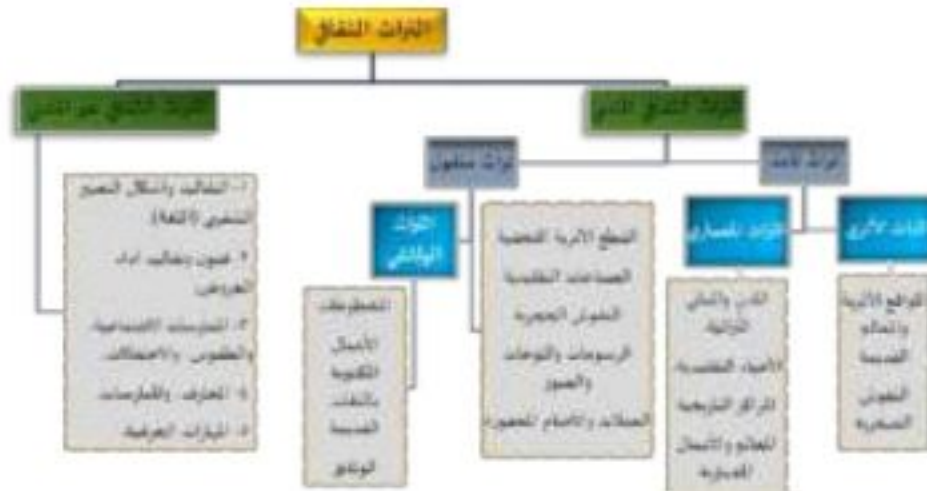 التراث الثقافي
التراث الثقافي المادي
التراث الثقافي غير المادي
تراث ثابت
تراث منقول
التراث الأثري
التراث المعماري
التراث الوثائقي
المواقع الأثرية
والمعالم
القديمة
النقوش
الصخرية
المدن والمباني
التراثية
الأحياء التقليدية
المراكز التاريخية
المعالم والأعمال
المعمارية
القطع الأثرية المتحفية
الصناعات التقليدية
النقوش الحجرية
الرسومات واللوحات
والصور
العملات والأختام المحفورة
المخطوطات
الأعمال
المكتوبة
باللغات
القديمة
الوثائق
١- التقاليد وأشكال التعبير
الشفوي (اللغة).
٢- فنون وتقاليد أداء
العروض.
٣- الممارسات الاجتماعية
والطقوس والاحتفالات.
٤- المعارف والممارسات.
٥- المهارات الحرفية.